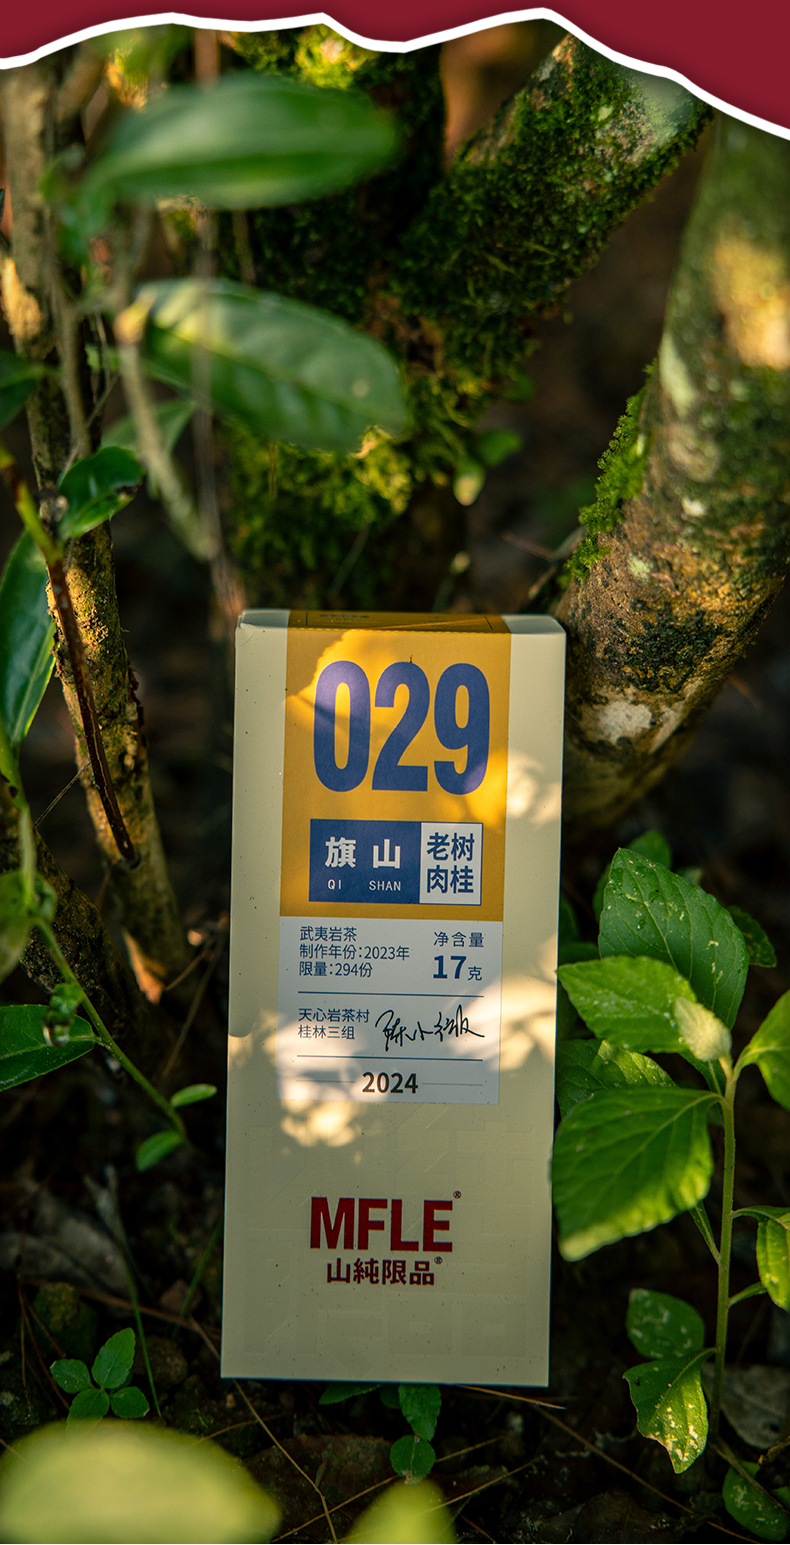 029
旗山
QI SHAN
老树
肉桂
武夷岩茶
制作年份:2023年
限量:294份
净含量
17克
天心岩茶村
桂林三组
2024
MFLE®
山純限品®